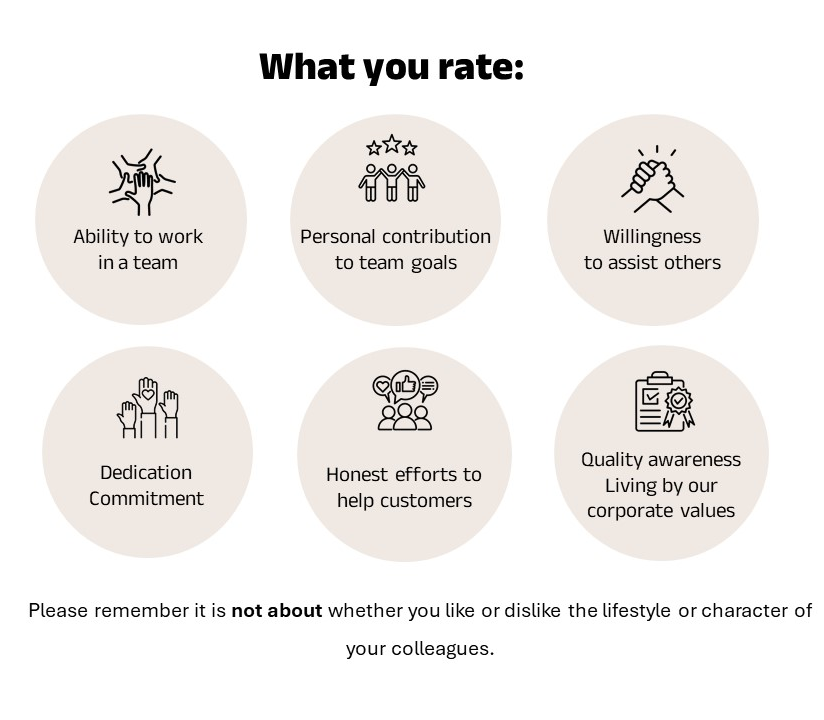 What you rate:
Ability to work
in a team
Personal contribution
to team goals
Willingness
to assist others
Dedication
Commitment
Honest efforts to
help customers
Quality awareness
Living by our
corporate values
Please remember it is not about whether you like or dislike the lifestyle or character of
your colleagues.